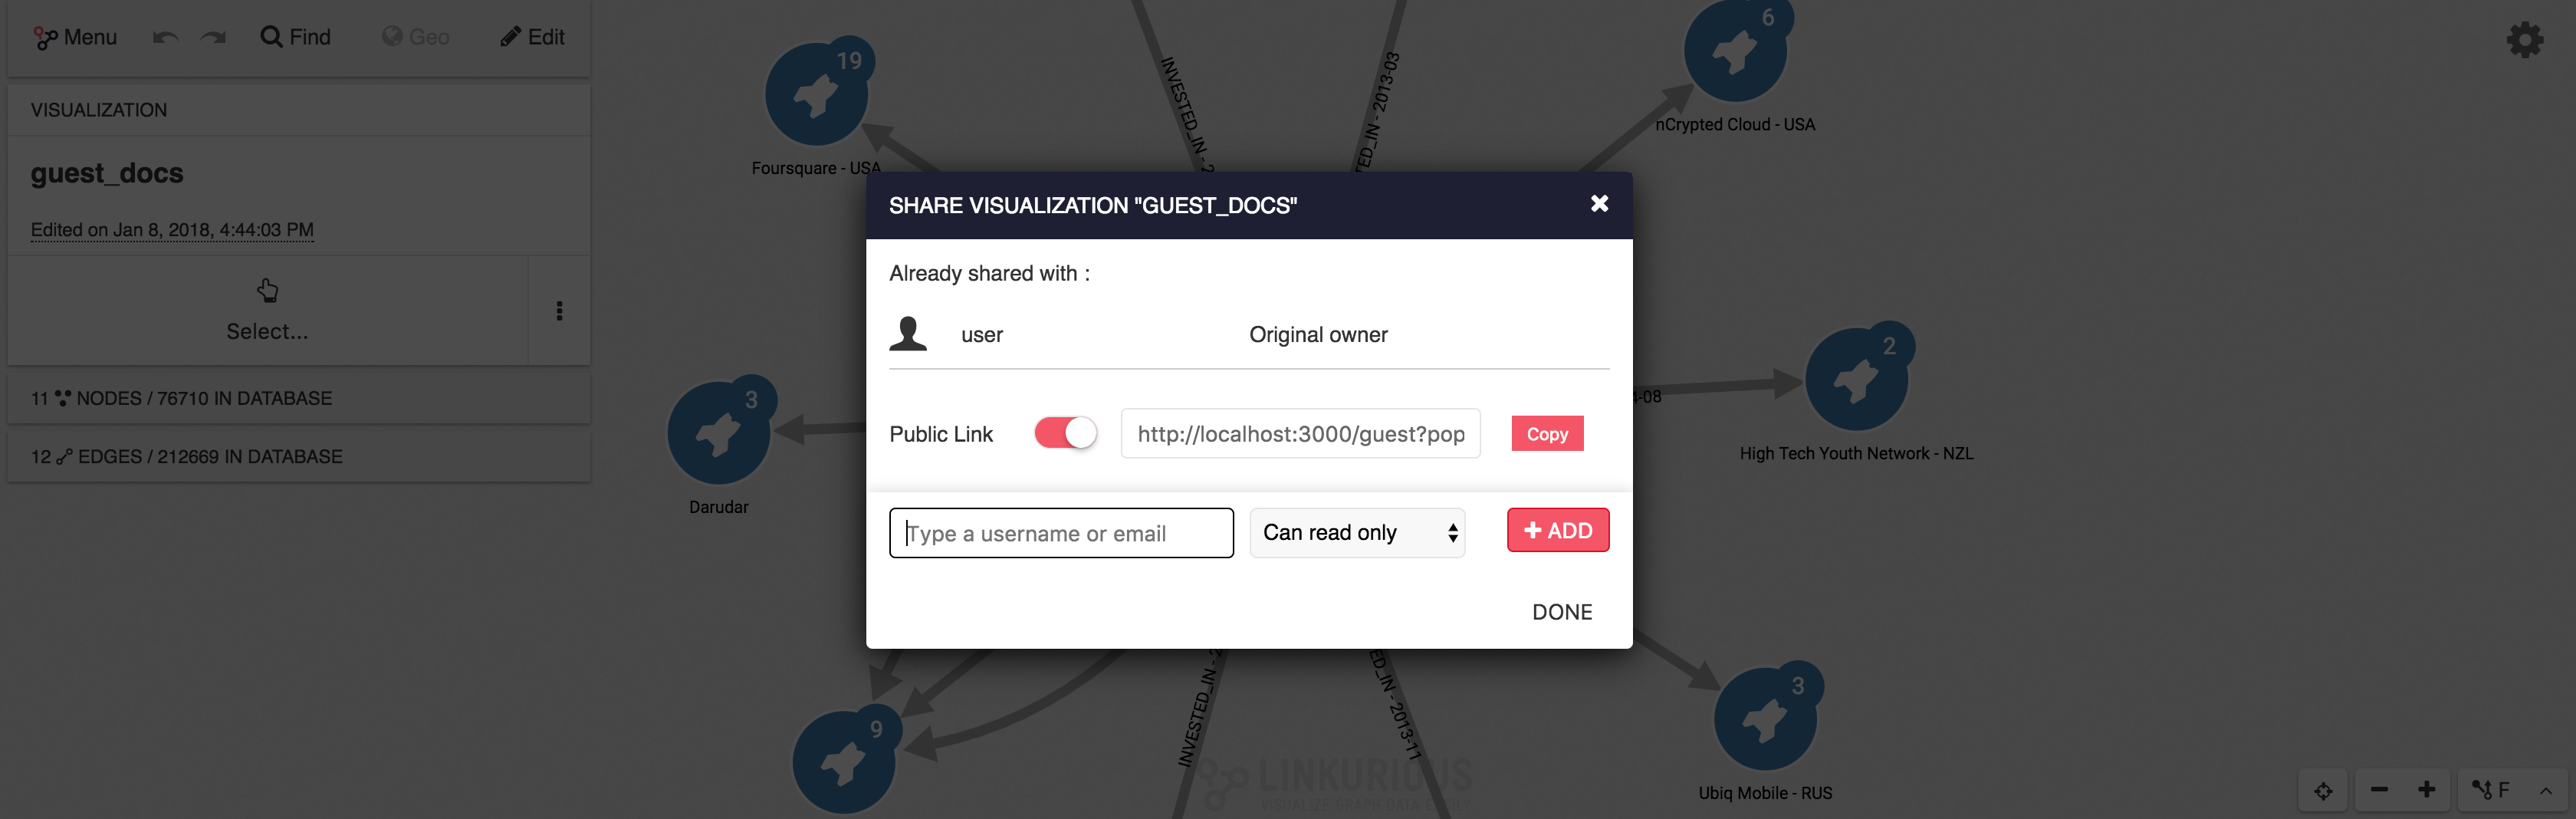 Menu
Find
Geo
Edit
VISUALIZATION
guest_docs
Edited on Jan 8, 2018, 4:44:03 PM
Select...
11 NODES / 76710 IN DATABASE
12 EDGES / 212669 IN DATABASE
19
Foursquare - USA
6
nCrypted Cloud - USA
INVESTED_IN - 2
TED_IN - 2013-03
3
Darudar
2
High Tech Youth Network - NZL
-08
SHARE VISUALIZATION "GUEST_DOCS"
Already shared with :
user
Original owner
Public Link
http://localhost:3000/guest?pop
Copy
Type a username or email
Can read only
+ ADD
DONE
9
INVESTED_IN - 2
ED_IN - 2013-11
3
Ubiq Mobile - RUS
LINKURIOUS
VISUALIZE GRAPH DATA EASILY
F